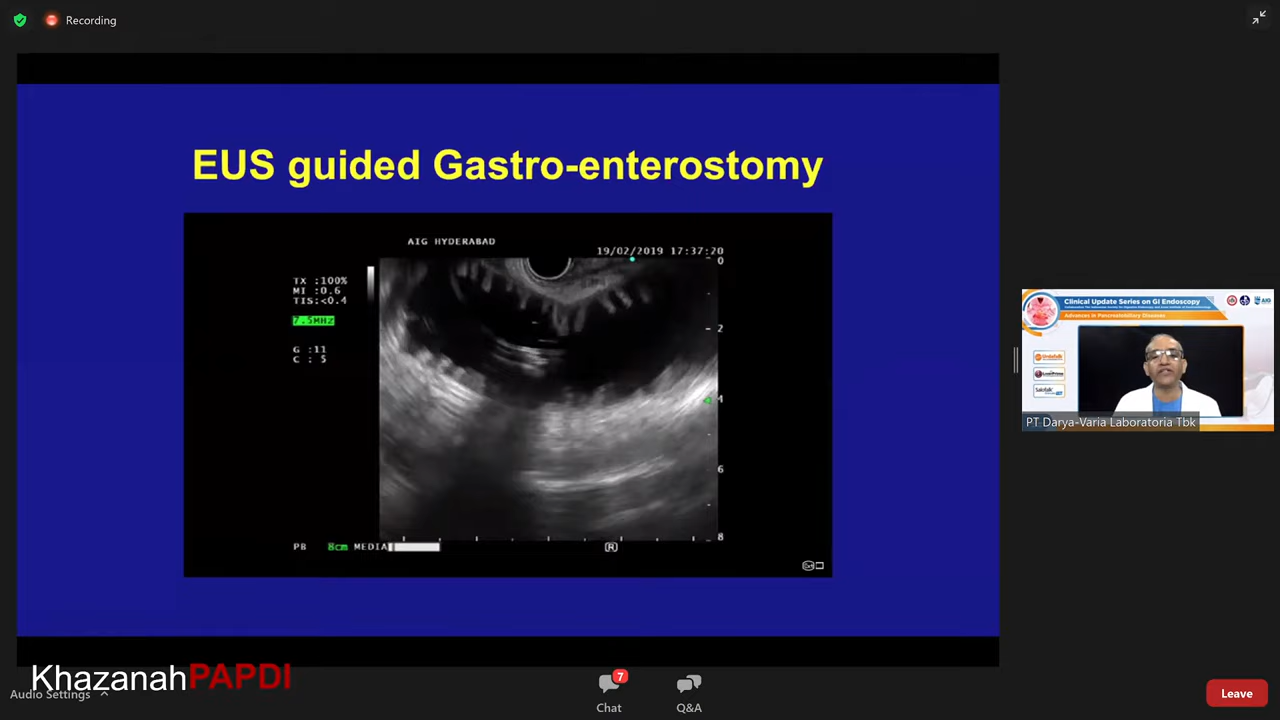 Recording
EUS guided Gastro-enterostomy
AIG HYDERABAD
19/02/2019 17:37:20
TX :100%
MI :0.6
TIS:<0.4
7.5MHz
G :11
C : 5
0
2
4
6
8
PB 8cm MEDIA
R
Clinical Update Series on GI Endoscopy
Advances in Pancreatobiliary Diseases
AIG
Salofalk
PT Darya-Varia Laboratoria Tbk
KhazanahPAPDI
Audio Settings
7
Chat
Q&A
Leave